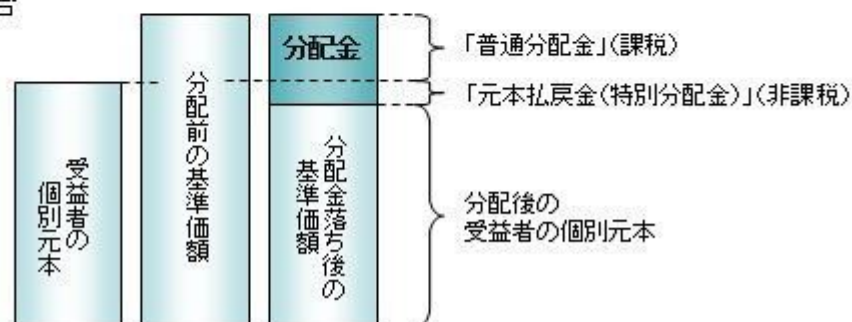 分配金
「普通分配金」(課税)
「元本払戻金(特別分配金)」(非課税)
受益者の
個別元本
分配前の基準価額
分配金落ち後の
基準価額
分配後の
受益者の個別元本